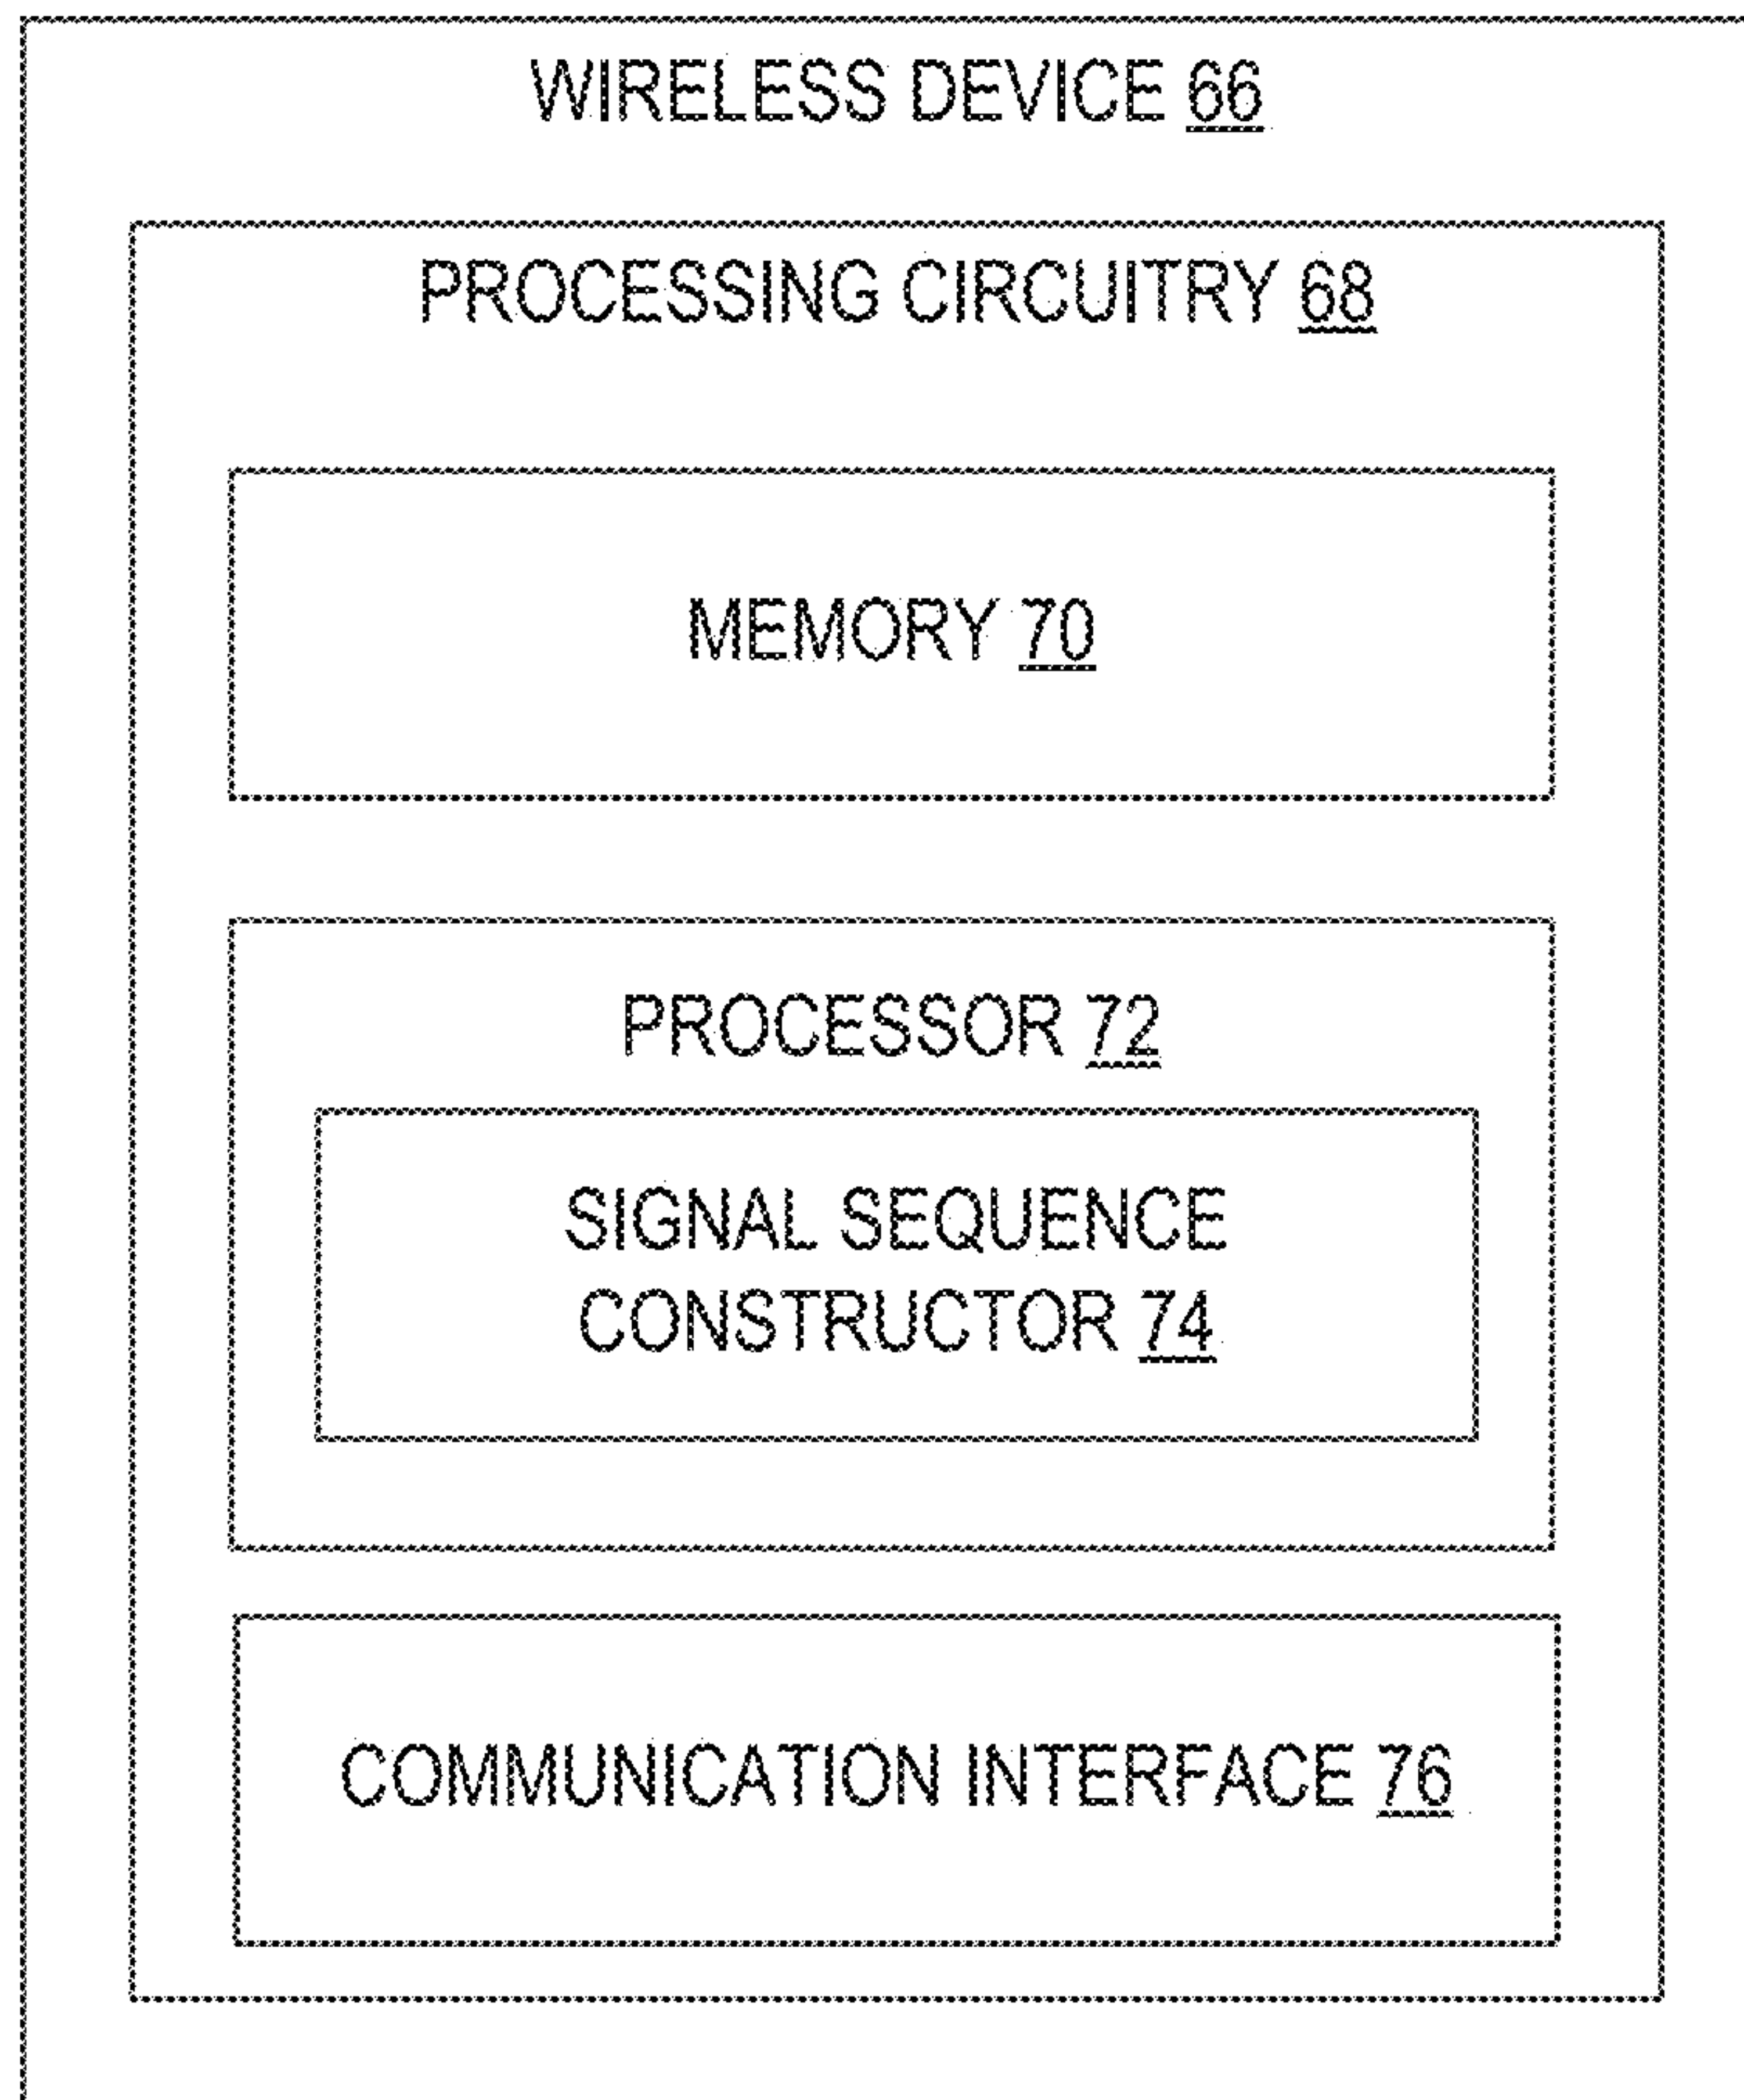 WIRELESS DEVICE 66
PROCESSING CIRCUITRY 68
MEMORY 70
PROCESSOR 72
SIGNAL SEQUENCE
CONSTRUCTOR 74
COMMUNICATION INTERFACE 76